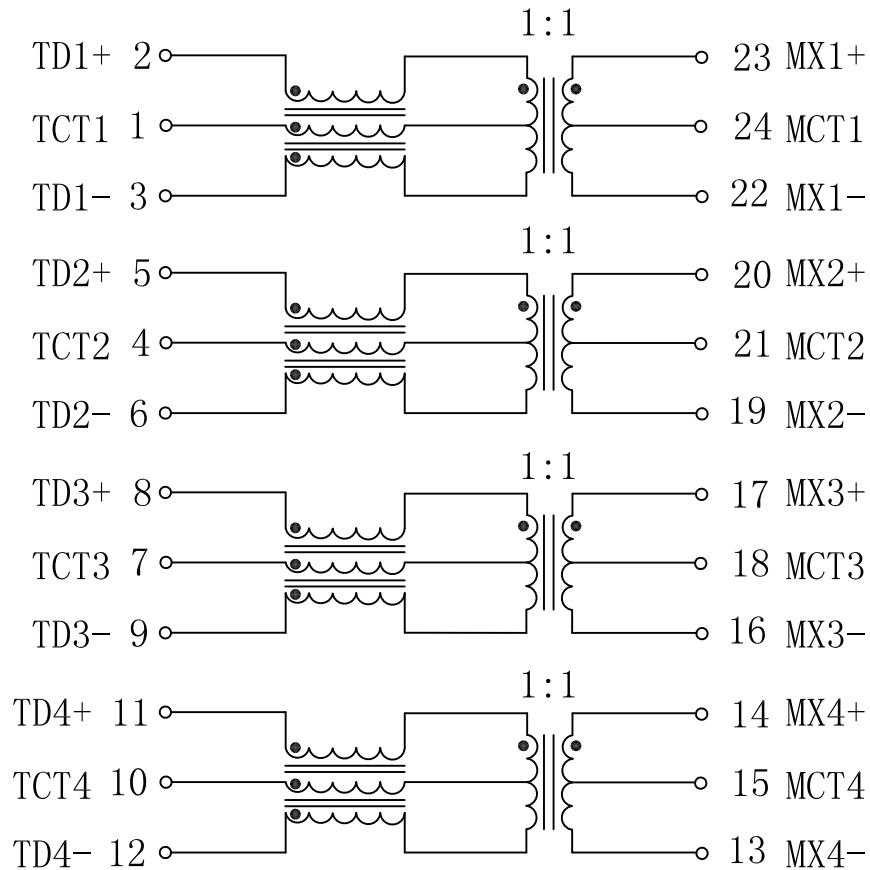 1:1
TD1+ 2 23 MX1+
TCT1 1 24 MCT1
TD1- 3 22 MX1-
1:1
TD2+ 5 20 MX2+
TCT2 4 21 MCT2
TD2- 6 19 MX2-
1:1
TD3+ 8 17 MX3+
TCT3 7 18 MCT3
TD3- 9 16 MX3-
1:1
TD4+ 11 14 MX4+
TCT4 10 15 MCT4
TD4- 12 13 MX4-